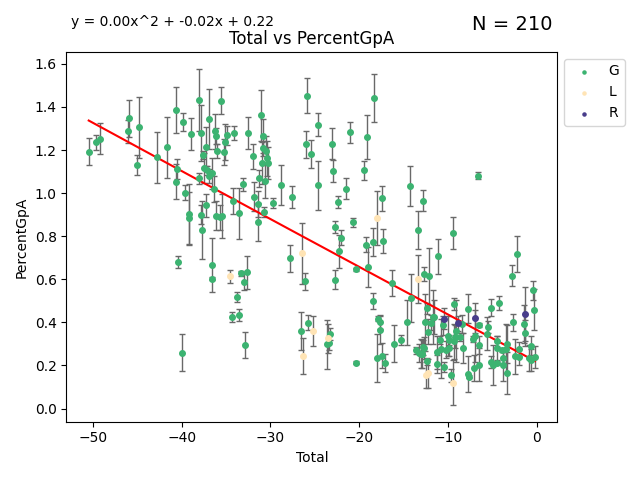 y = 0.00x^2 + -0.02x + 0.22
N = 210
Total vs PercentGpA
G
L
R
PercentGpA
1.6
1.4
1.2
1.0
0.8
0.6
0.4
0.2
0.0
−50
−40
−30
−20
−10
0
Total